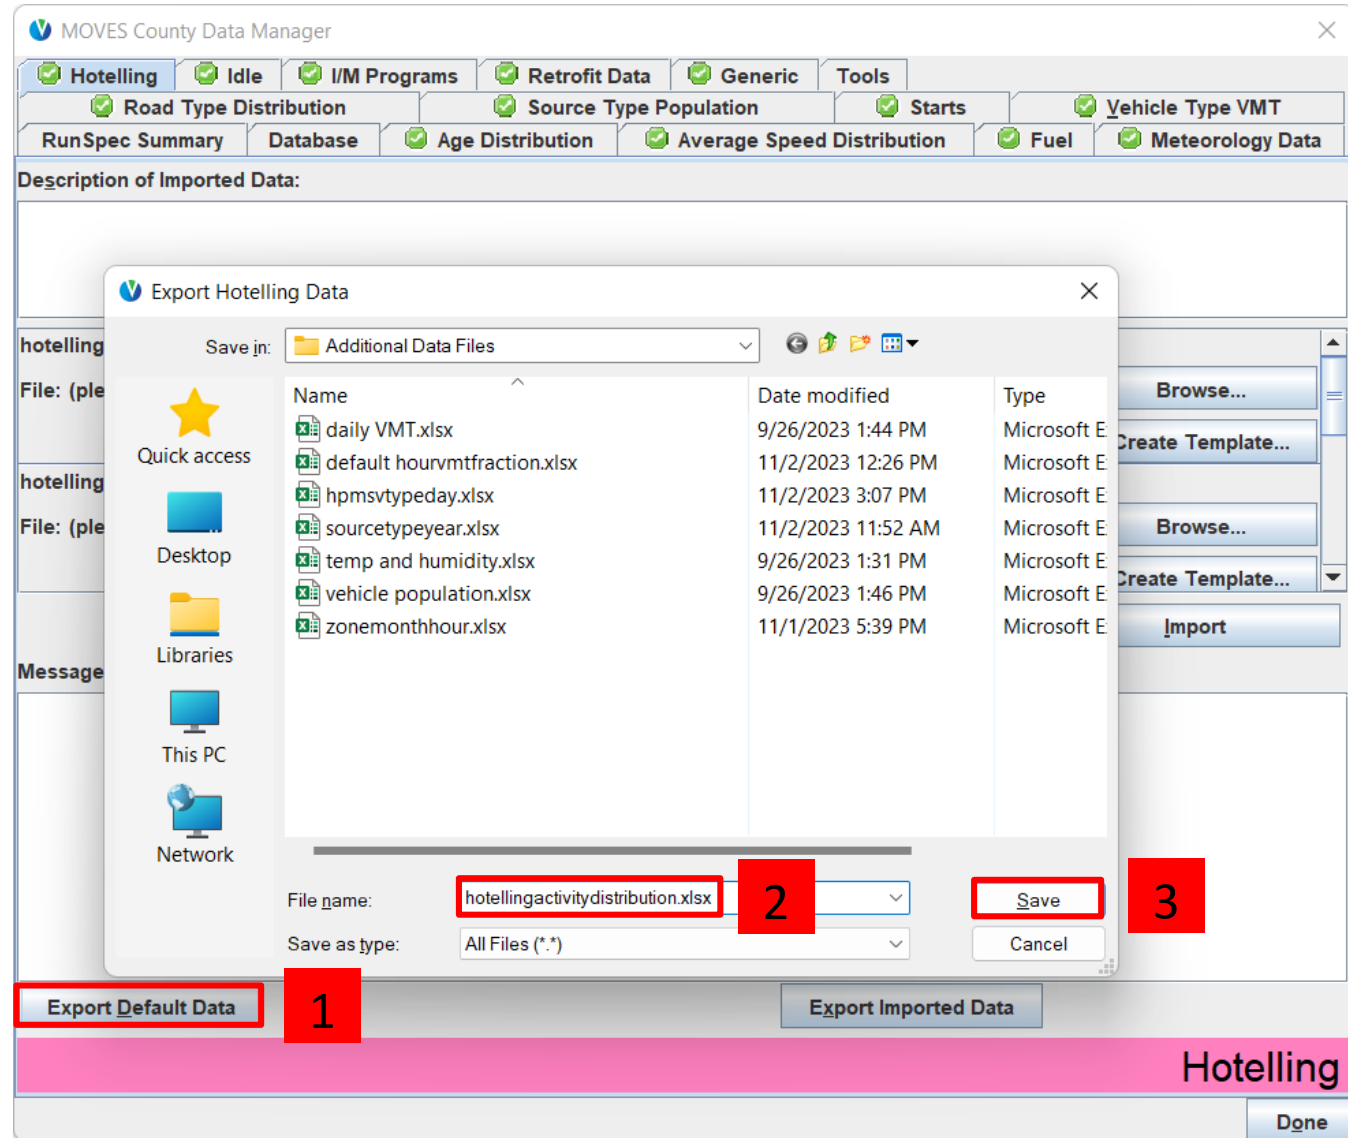 MOVES County Data Manager
Hotelling Idle I/M Programs Retrofit Data Generic Tools
Road Type Distribution Source Type Population Starts Vehicle Type VMT
RunSpec Summary Database Age Distribution Average Speed Distribution Fuel Meteorology Data
Description of Imported Data:
Export Hotelling Data
hotelling
Save in: Additional Data Files
File: (ple
Browse...
Name Date modified Type
daily VMT.xlsx 9/26/2023 1:44 PM Microsoft E
Create Template...
default hourvmtfraction.xlsx 11/2/2023 12:26 PM Microsoft E
hotelling
hpmsvtypeday.xlsx 11/2/2023 3:07 PM Microsoft E
File: (ple
sourcetypeyear.xlsx 11/2/2023 11:52 AM Microsoft E
Browse...
temp and humidity.xlsx 9/26/2023 1:31 PM Microsoft E
Create Template...
vehicle population.xlsx 9/26/2023 1:46 PM Microsoft E
zonemonthhour.xlsx 11/1/2023 5:39 PM Microsoft E
Import
Quick access
Desktop
Libraries
This PC
Network
Message
File name: hotellingactivitydistribution.xlsx 2 Save 3
Save as type: All Files (*.*) Cancel
Export Default Data 1 Export Imported Data
Hotelling
Done